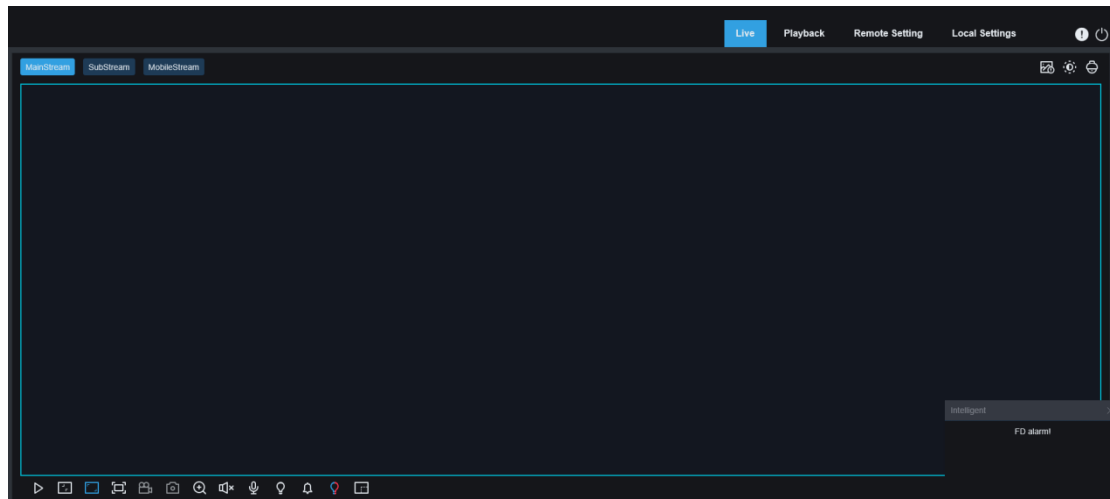 Live Playback Remote Setting Local Settings
MainStream SubStream MobileStream
Intelligent
FD alarm!